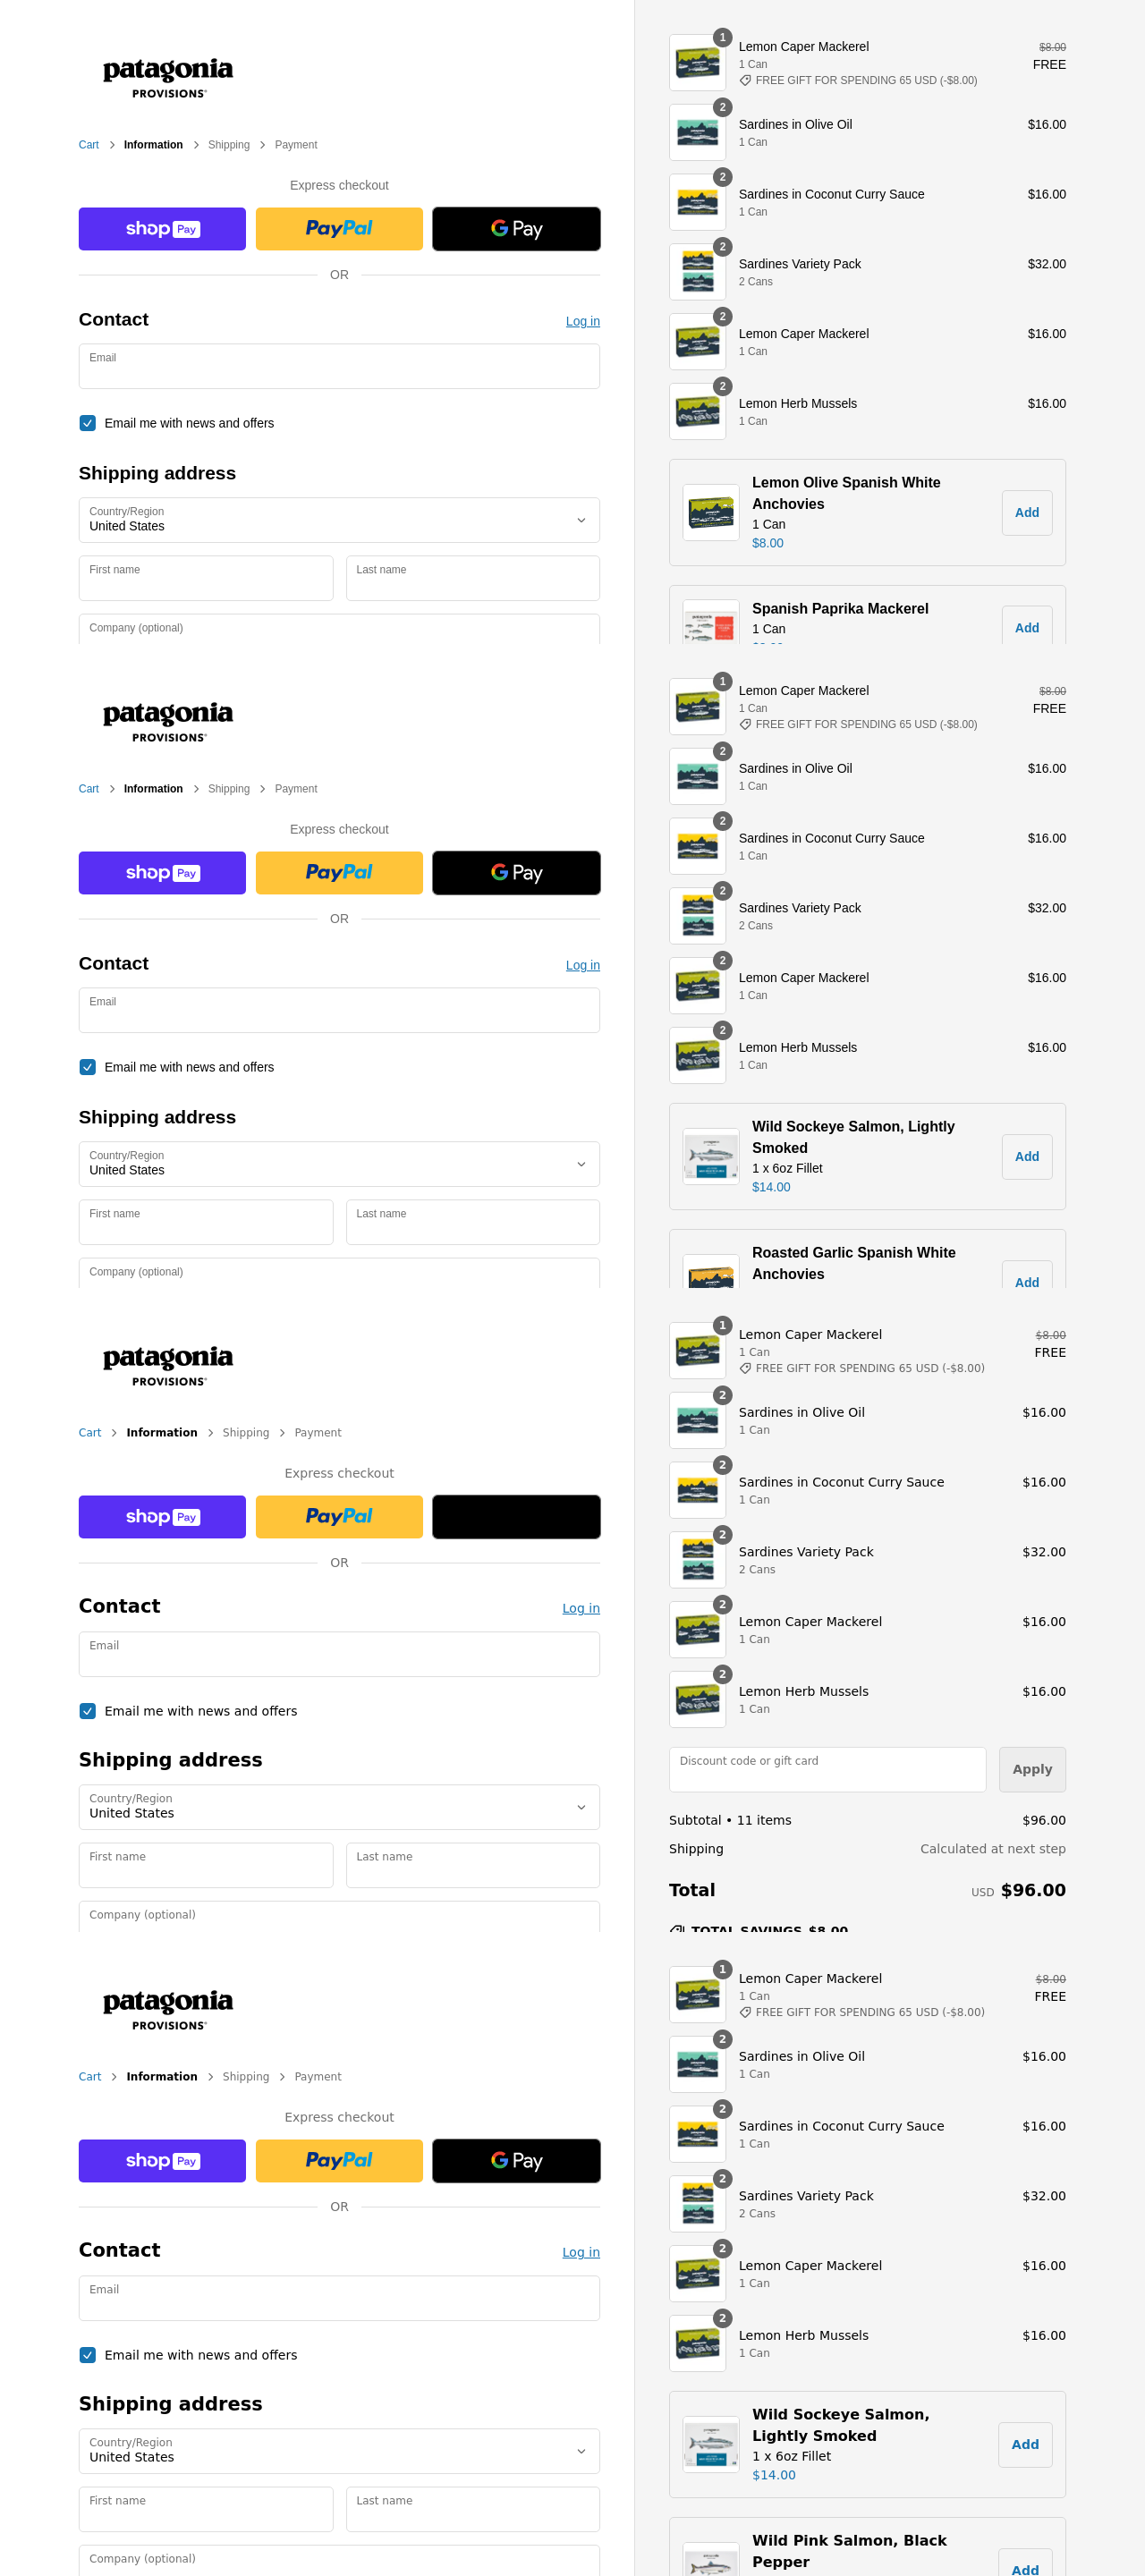 patagonia
PROVISIONS
Cart > Information > Shipping > Payment
Express checkout
shop Pay
PayPal
G Pay
OR
Contact
Log in
Email
Email me with news and offers
Shipping address
Country/Region
United States
First name
Last name
Company (optional)
1
Lemon Caper Mackerel
$8.00
1 Can
FREE
FREE GIFT FOR SPENDING 65 USD (-$8.00)
2
Sardines in Olive Oil
$16.00
1 Can
2
Sardines in Coconut Curry Sauce
$16.00
1 Can
2
Sardines Variety Pack
$32.00
2 Cans
2
Lemon Caper Mackerel
$16.00
1 Can
2
Lemon Herb Mussels
$16.00
1 Can
Lemon Olive Spanish White
Anchovies
1 Can
$8.00
Add
Spanish Paprika Mackerel
1 Can
Add
patagonia
PROVISIONS
Cart > Information > Shipping > Payment
Express checkout
shop Pay
PayPal
G Pay
OR
Contact
Log in
Email
Email me with news and offers
Shipping address
Country/Region
United States
First name
Last name
Company (optional)
1
Lemon Caper Mackerel
$8.00
1 Can
FREE
FREE GIFT FOR SPENDING 65 USD (-$8.00)
2
Sardines in Olive Oil
$16.00
1 Can
2
Sardines in Coconut Curry Sauce
$16.00
1 Can
2
Sardines Variety Pack
$32.00
2 Cans
2
Lemon Caper Mackerel
$16.00
1 Can
2
Lemon Herb Mussels
$16.00
1 Can
Wild Sockeye Salmon, Lightly
Smoked
1 x 6oz Fillet
$14.00
Add
Roasted Garlic Spanish White
Anchovies
Add
patagonia
PROVISIONS
Cart > Information > Shipping > Payment
Express checkout
shop Pay
PayPal
OR
Contact
Log in
Email
Email me with news and offers
Shipping address
Country/Region
United States
First name
Last name
Company (optional)
1
Lemon Caper Mackerel
$8.00
1 Can
FREE
FREE GIFT FOR SPENDING 65 USD (-$8.00)
2
Sardines in Olive Oil
$16.00
1 Can
2
Sardines in Coconut Curry Sauce
$16.00
1 Can
2
Sardines Variety Pack
$32.00
2 Cans
2
Lemon Caper Mackerel
$16.00
1 Can
2
Lemon Herb Mussels
$16.00
1 Can
Discount code or gift card
Apply
Subtotal • 11 items
$96.00
Shipping
Calculated at next step
Total
USD $96.00
TOTAL SAVINGS $8.00
patagonia
PROVISIONS
Cart > Information > Shipping > Payment
Express checkout
shop Pay
PayPal
G Pay
OR
Contact
Log in
Email
Email me with news and offers
Shipping address
Country/Region
United States
First name
Last name
Company (optional)
1
Lemon Caper Mackerel
$8.00
1 Can
FREE
FREE GIFT FOR SPENDING 65 USD (-$8.00)
2
Sardines in Olive Oil
$16.00
1 Can
2
Sardines in Coconut Curry Sauce
$16.00
1 Can
2
Sardines Variety Pack
$32.00
2 Cans
2
Lemon Caper Mackerel
$16.00
1 Can
2
Lemon Herb Mussels
$16.00
1 Can
Wild Sockeye Salmon,
Lightly Smoked
1 x 6oz Fillet
$14.00
Add
Wild Pink Salmon, Black
Pepper
Add